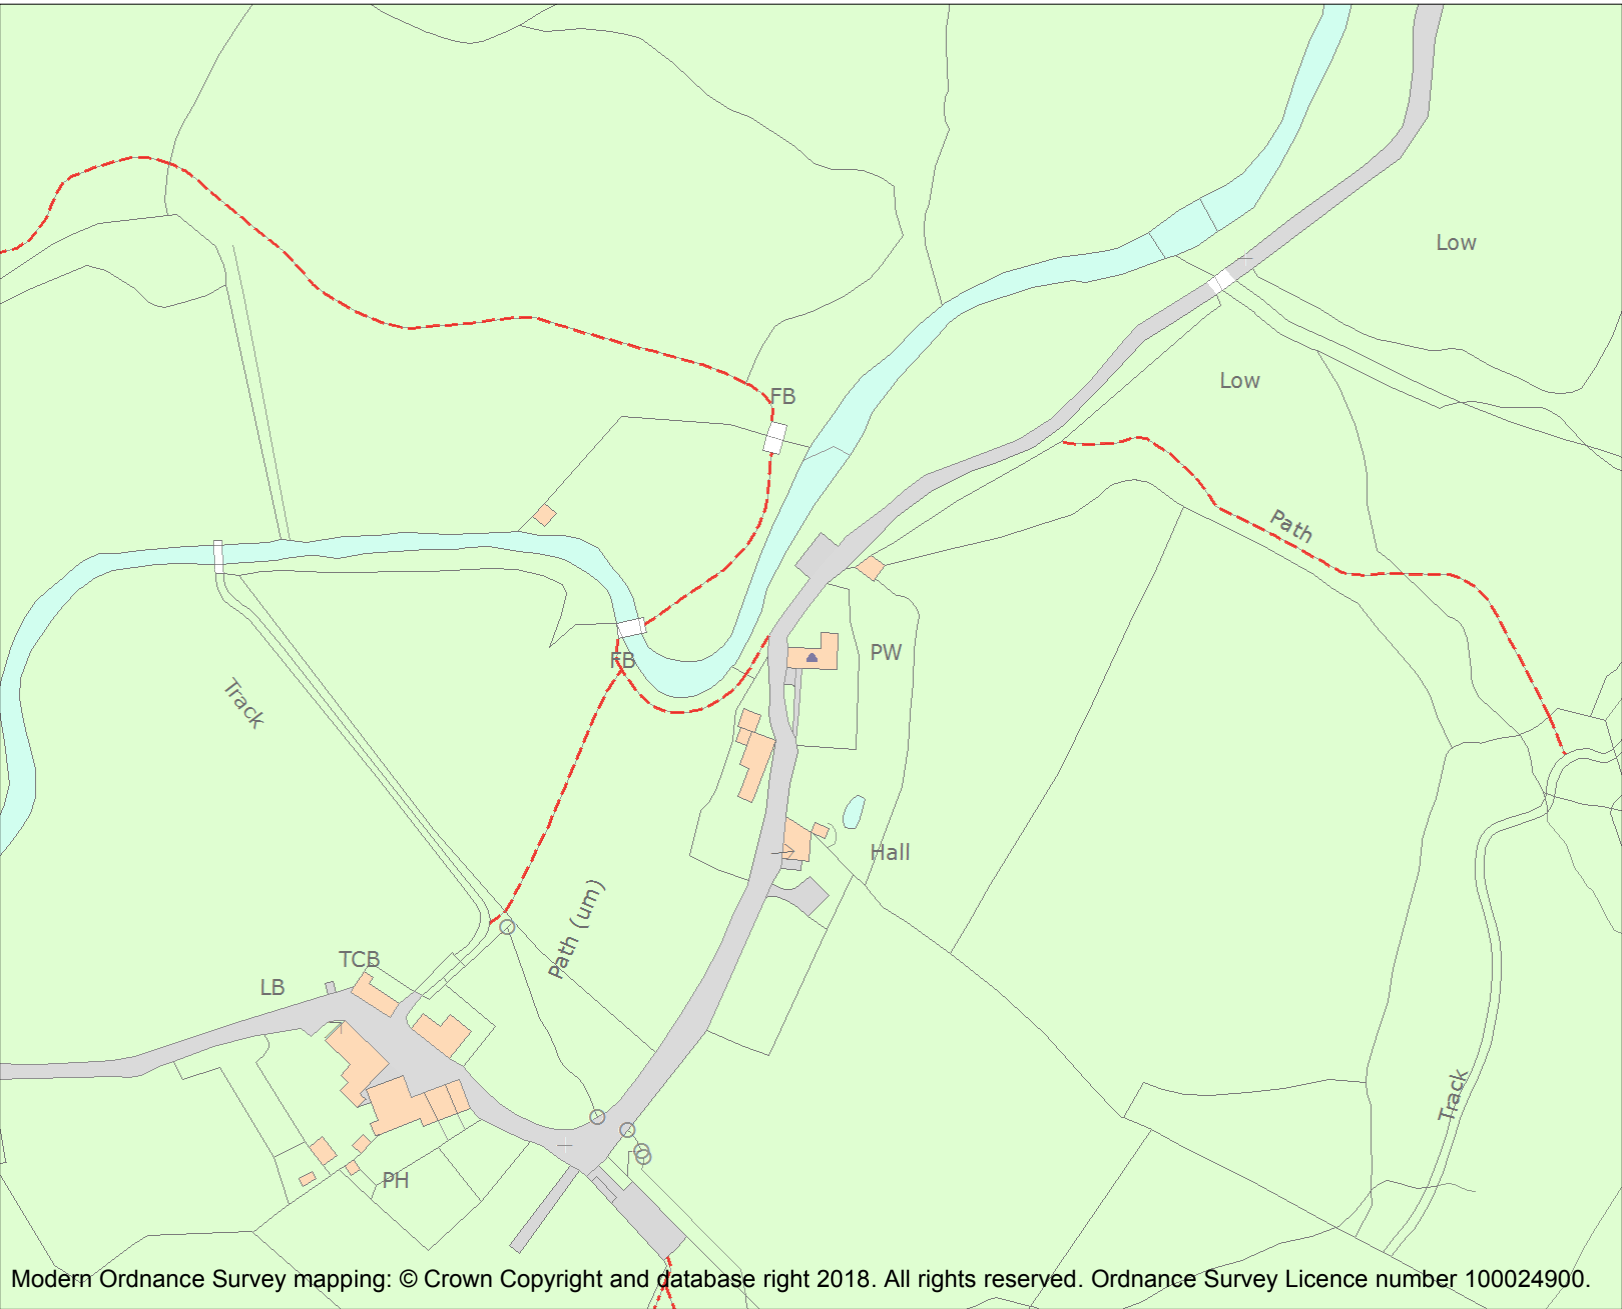 Low
Low
FB
Path
PW
FB
Track
Hall
Path (um)
TCB
LB
Track
PH
Modern Ordnance Survey mapping: © Crown Copyright and database right 2018. All rights reserved. Ordnance Survey Licence number 100024900.